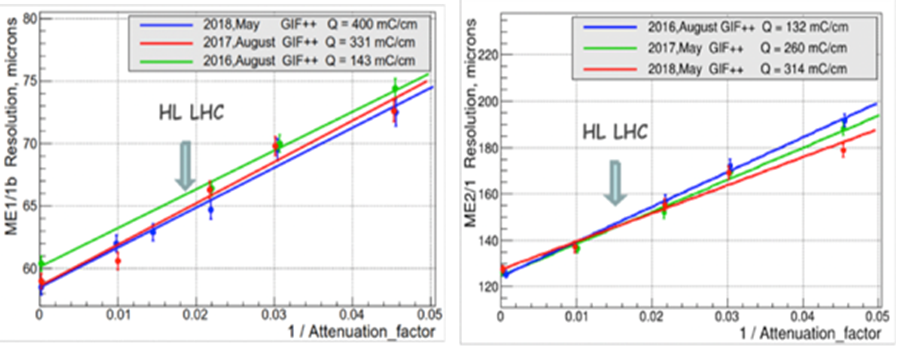 2018,May GIF++ Q = 400 mC/cm
2017,August GIF++ Q = 331 mC/cm
2016,August GIF++ Q = 143 mC/cm
HL LHC
ME1/1b Resolution, microns
80
75
70
65
60
0
0.01
0.02
0.03
0.04
0.05
1 / Attenuation_factor
2016,August GIF++ Q = 132 mC/cm
2017,May GIF++ Q = 260 mC/cm
2018,May GIF++ Q = 314 mC/cm
HL LHC
ME2/1 Resolution, microns
220
200
180
160
140
120
0
0.01
0.02
0.03
0.04
0.05
1 / Attenuation_factor